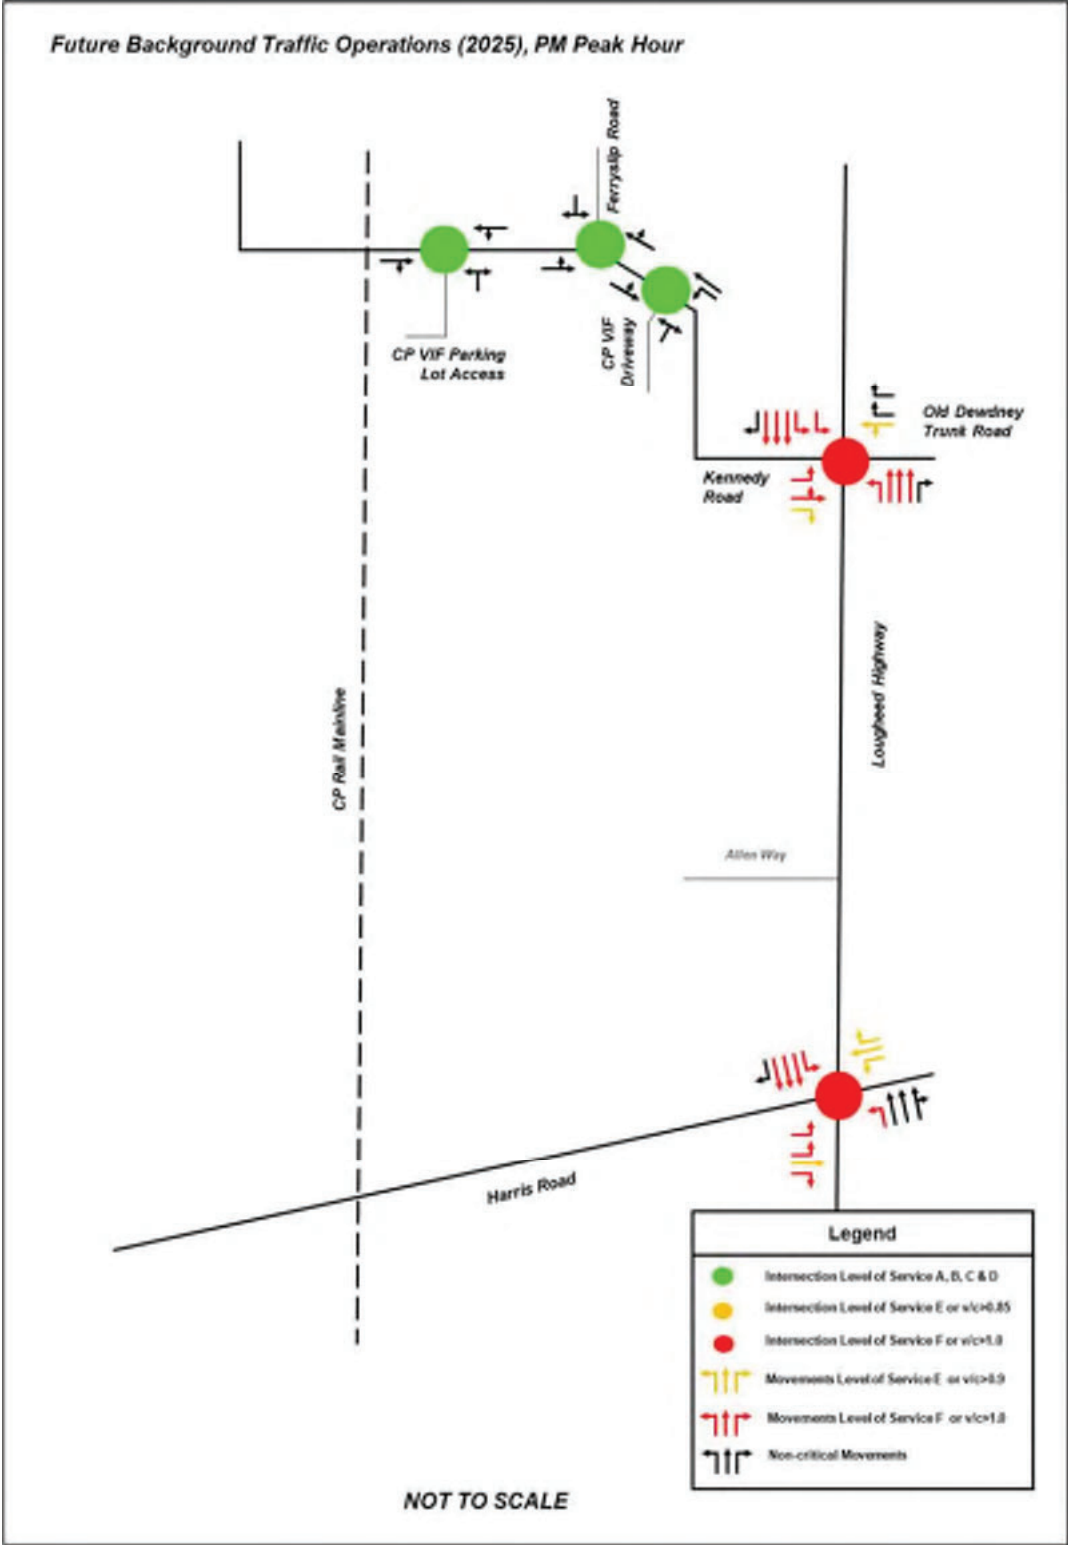 Future Background Traffic Operations (2025), PM Peak Hour
Ferryslip Road
CP VIF Parking
Lot Access
CP VIF
Driveway
Old Dewdney
Trunk Road
Kennedy
Road
Lougheed Highway
CP Rail Mainline
Allen Way
Harris Road
Legend
Intersection Level of Service A, B, C & D
Intersection Level of Service E or v/c>0.85
Intersection Level of Service F or v/c>1.0
Movements Level of Service E or v/c>0.9
Movements Level of Service F or v/c>1.0
Non-critical Movements
NOT TO SCALE